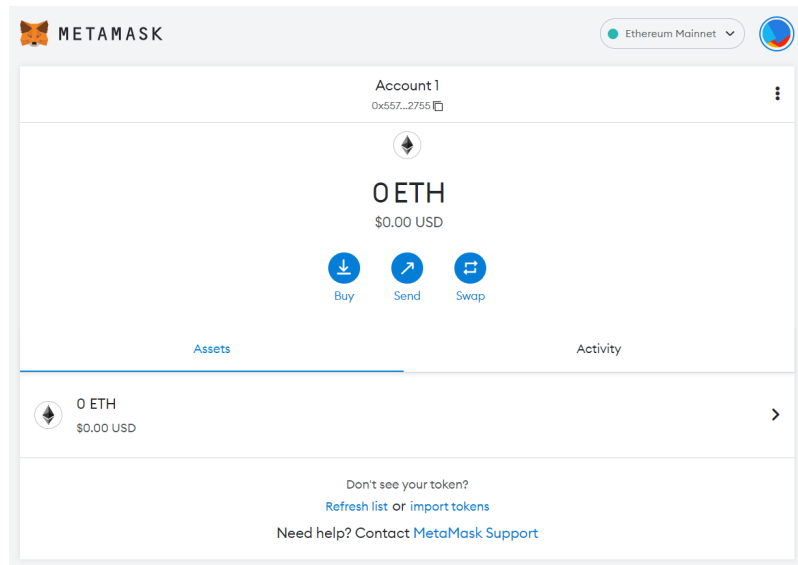 METAMASK
Ethereum Mainnet
Account 1
0x557...2755
0 ETH
$0.00 USD
Buy Send Swap
Assets Activity
0 ETH
$0.00 USD
Don't see your token?
Refresh list or import tokens
Need help? Contact MetaMask Support